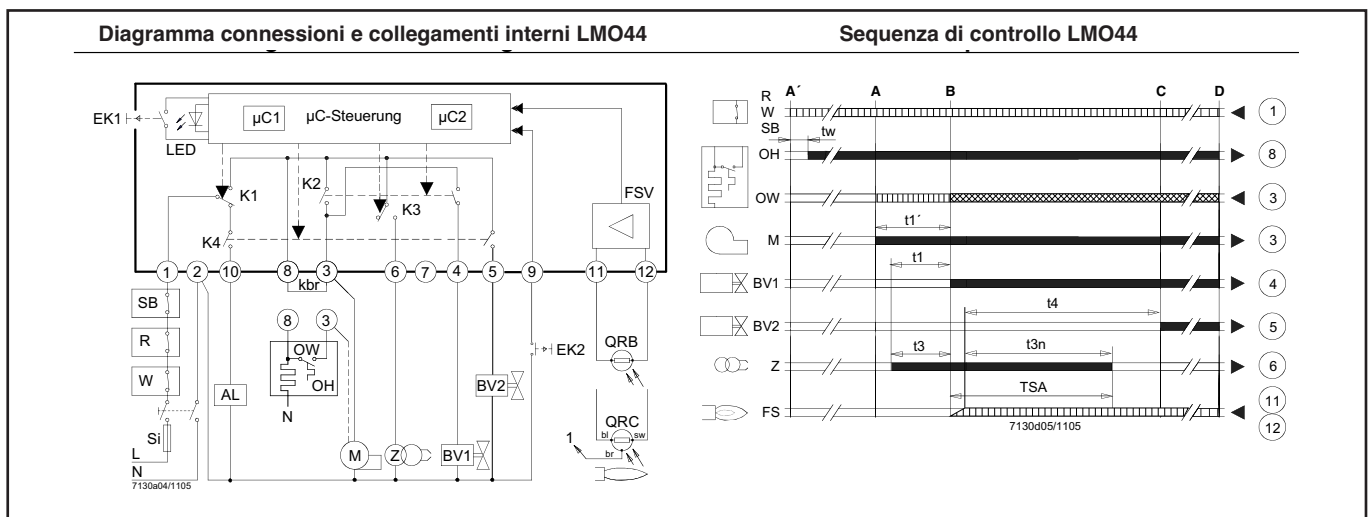 Diagramma connessioni e collegamenti interni LMO44
EK1
LED
µC1
µC-Steuerung
µC2
K1
K2
K3
K4
FSV
1
2
10
8
3
6
7
4
5
9
11
12
kbr
SB
R
W
Si
L
N
7130a04/1105
AL
8
3
OW
OH
N
M
Z
BV1
BV2
EK2
QRB
QRC
bl
sw
br
1
Sequenza di controllo LMO44
A´
A
B
C
D
R
W
1
SB
tw
OH
8
OW
3
t1´
M
3
t1
BV1
4
t4
BV2
5
t3
t3n
Z
6
TSA
FS
11
12
7130d05/1105